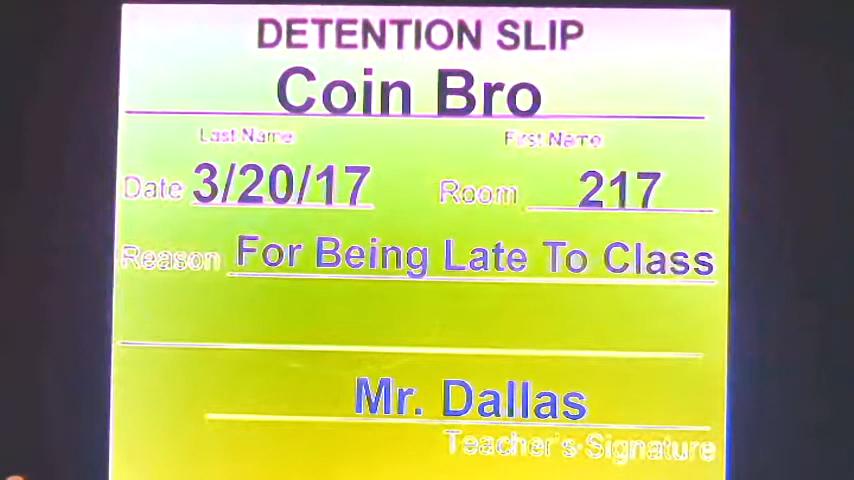 DETENTION SLIP
Coin Bro
Last Name First Name
Date 3/20/17 Room 217
Reason For Being Late To Class
Mr. Dallas
Teacher's Signature